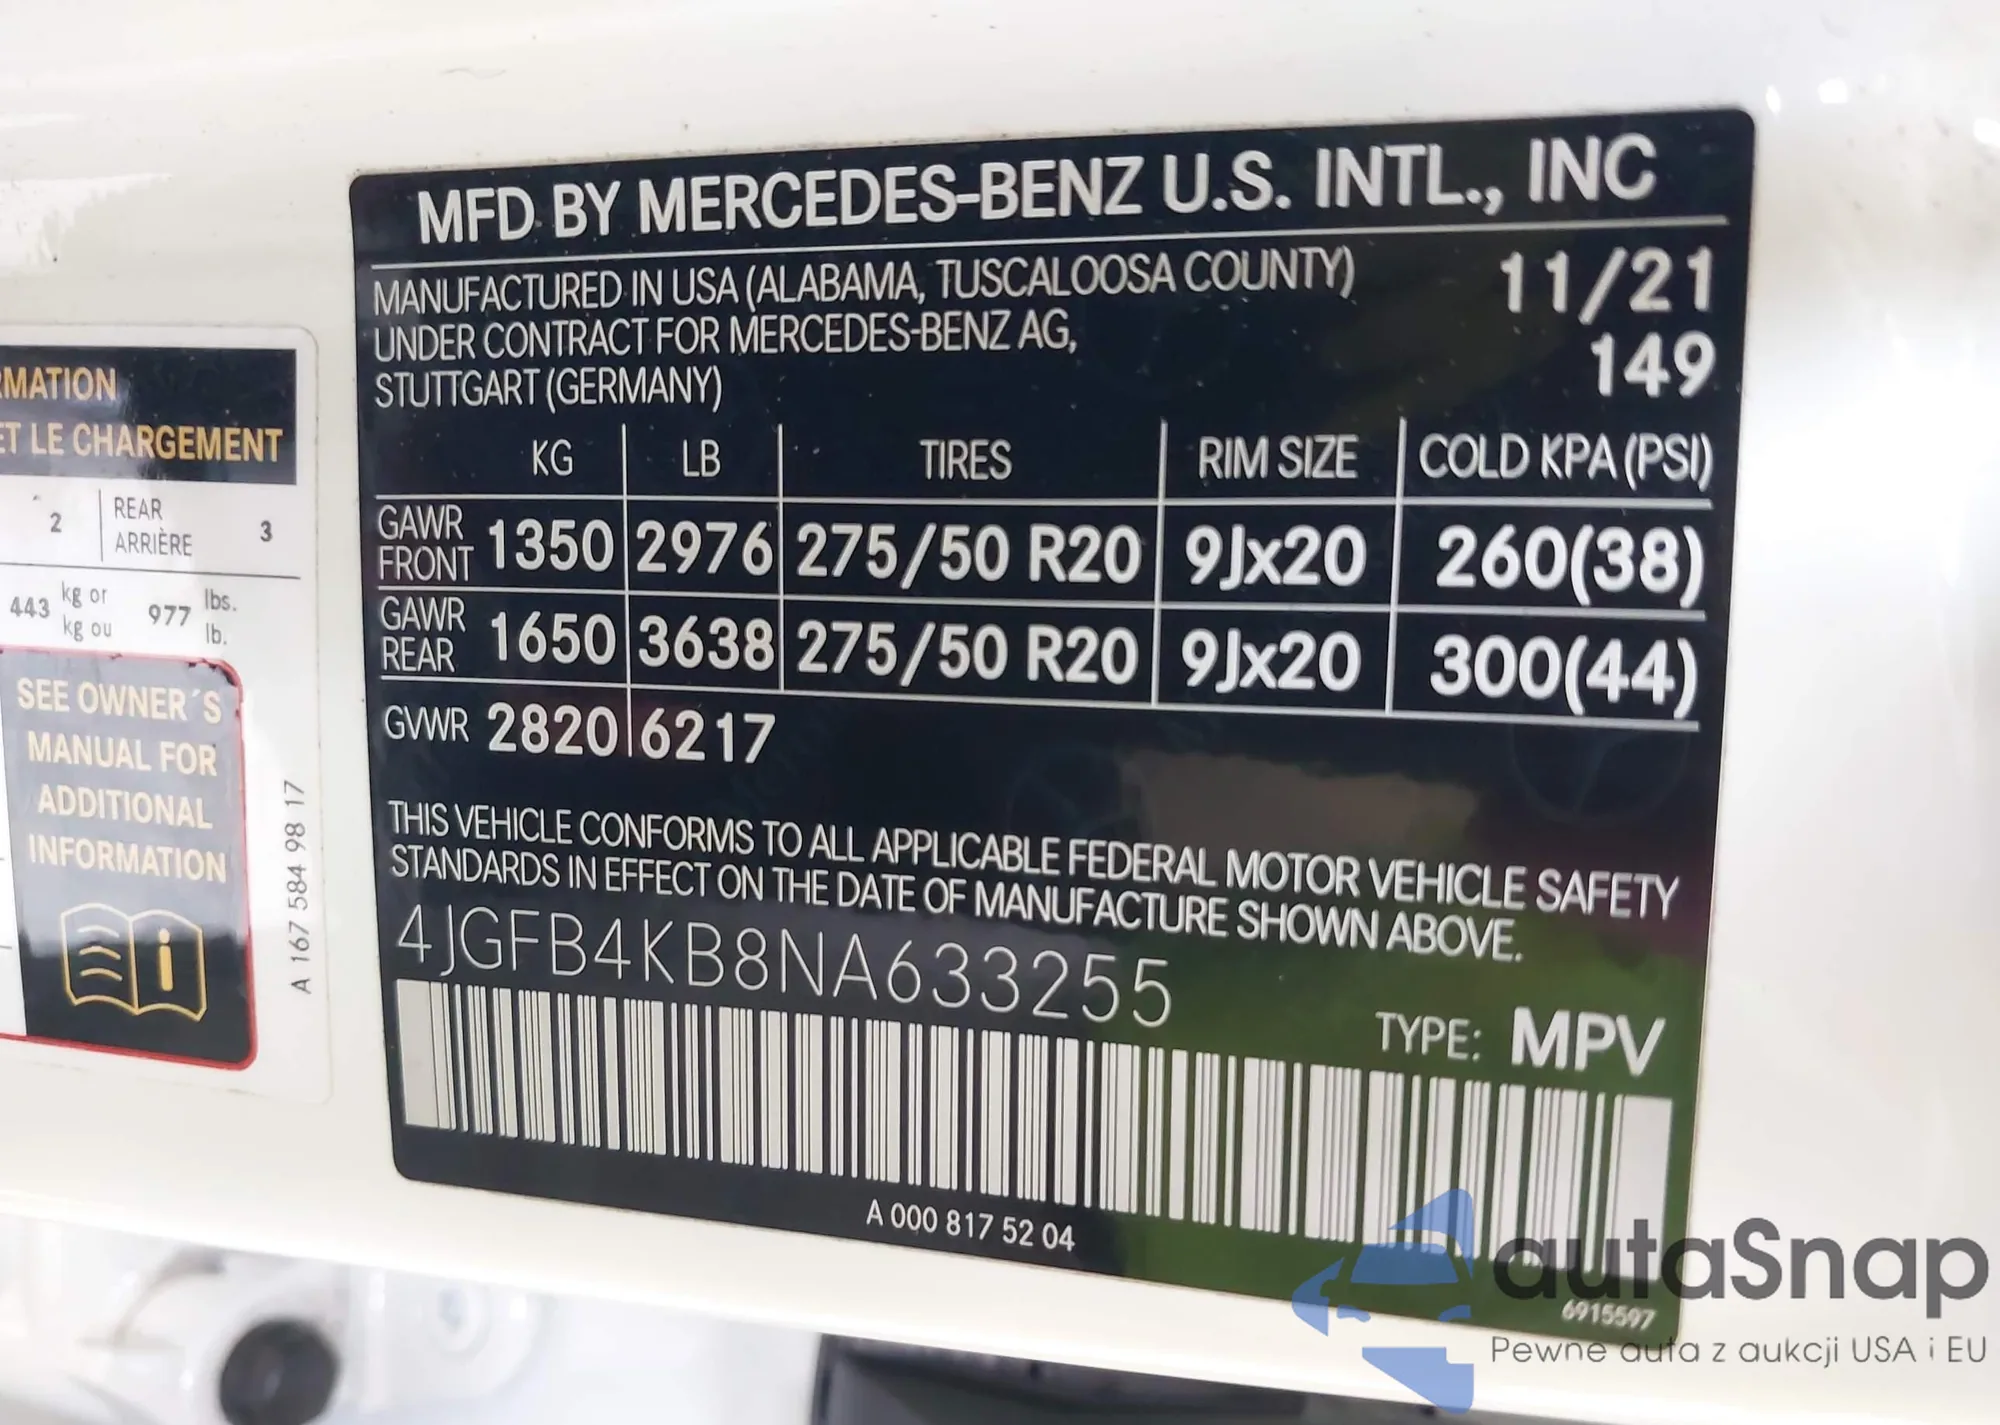 MFD BY MERCEDES-BENZ U.S. INTL., INC
MANUFACTURED IN USA (ALABAMA, TUSCALOOSA COUNTY) 11/21
UNDER CONTRACT FOR MERCEDES-BENZ AG, 149
STUTTGART (GERMANY)
KG LB TIRES RIM SIZE COLD KPA (PSI)
GAWR FRONT 1350 2976 275/50 R20 9Jx20 260(38)
GAWR REAR 1650 3638 275/50 R20 9Jx20 300(44)
GVWR 2820 6217
THIS VEHICLE CONFORMS TO ALL APPLICABLE FEDERAL MOTOR VEHICLE SAFETY
STANDARDS IN EFFECT ON THE DATE OF MANUFACTURE SHOWN ABOVE.
4JGFB4KB8NA633255
TYPE: MPV
A 000 817 52 04
6915597
ET LE CHARGEMENT
2 REAR 3
ARRIÈRE
443 kg or 977 lbs.
kg ou lb.
SEE OWNER´S
MANUAL FOR
ADDITIONAL
INFORMATION
A 167 584 98 17
autaSnap
Pewne auta z aukcji USA i EU